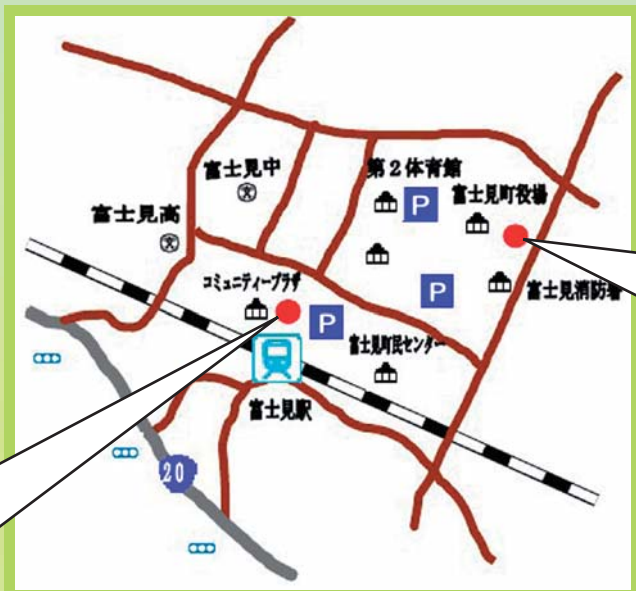 富士見中
第2体育館
P
富士見町役場
富士見高
コミュニティープラザ
P
富士見消防署
P
富士見町民センター
富士見駅
20